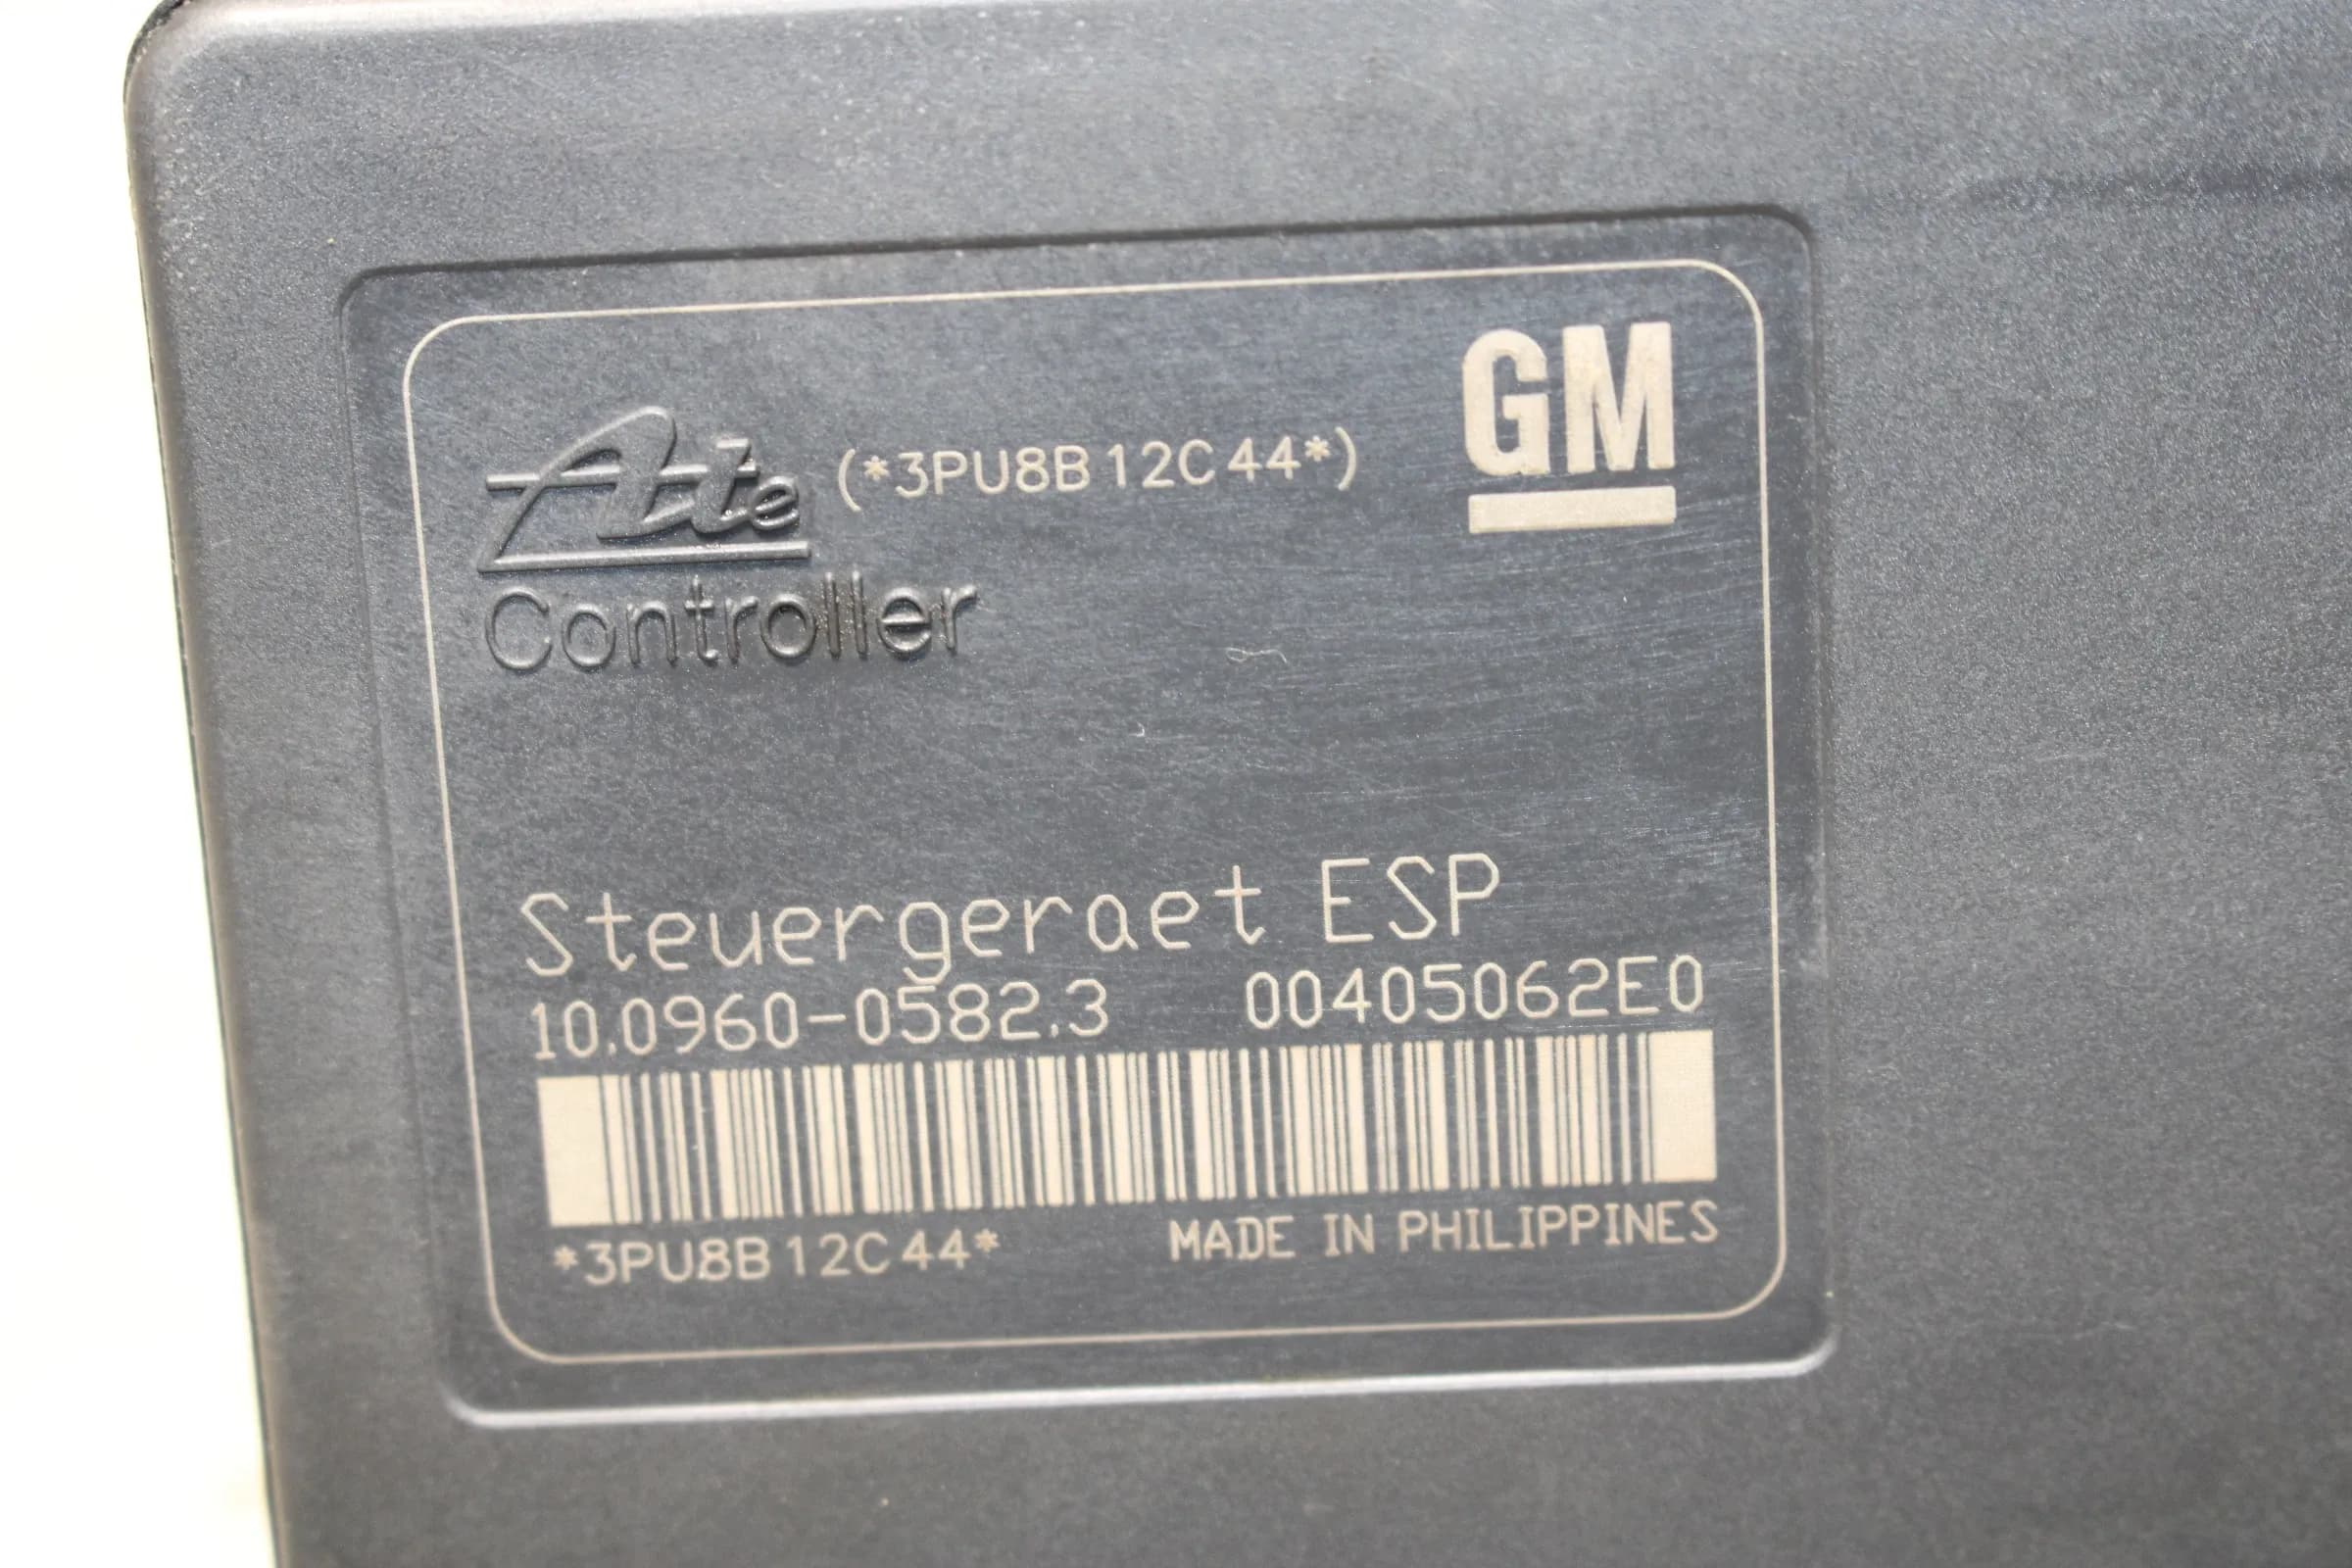 GM
Ate (*3PU8B12C44*)
Controller
Steuergeraet ESP
10.0960-0582.3 00405062E0
*3PU8B12C44* MADE IN PHILIPPINES